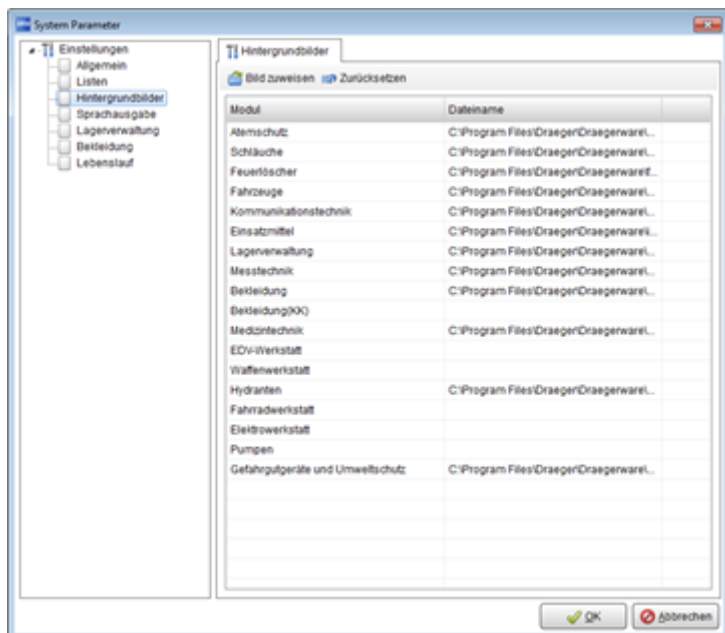 System Parameter
Einstellungen
Allgemein
Listen
Hintergrundbilder
Sprachausgabe
Lagerverwaltung
Bekleidung
Lebenslauf
Hintergrundbilder
Bild zuweisen Zurücksetzen
Modul Dateiname
Atemschutz C:\Program Files\Draeger\Draegerware\...
Schläuche C:\Program Files\Draeger\Draegerware\...
Feuerlöscher C:\Program Files\Draeger\Draegerware\f...
Fahrzeuge C:\Program Files\Draeger\Draegerware\...
Kommunikationstechnik C:\Program Files\Draeger\Draegerware\...
Einsatzmittel C:\Program Files\Draeger\Draegerware\i...
Lagerverwaltung C:\Program Files\Draeger\Draegerware\...
Messtechnik C:\Program Files\Draeger\Draegerware\...
Bekleidung C:\Program Files\Draeger\Draegerware\...
Bekleidung(KK)
Medizintechnik C:\Program Files\Draeger\Draegerware\...
EDV-Werkstatt
Waffenwerkstatt
Hydranten C:\Program Files\Draeger\Draegerware\...
Fahrradwerkstatt
Elektrowerkstatt
Pumpen
Gefahrgutgeräte und Umweltschutz C:\Program Files\Draeger\Draegerware\...
OK Abbrechen